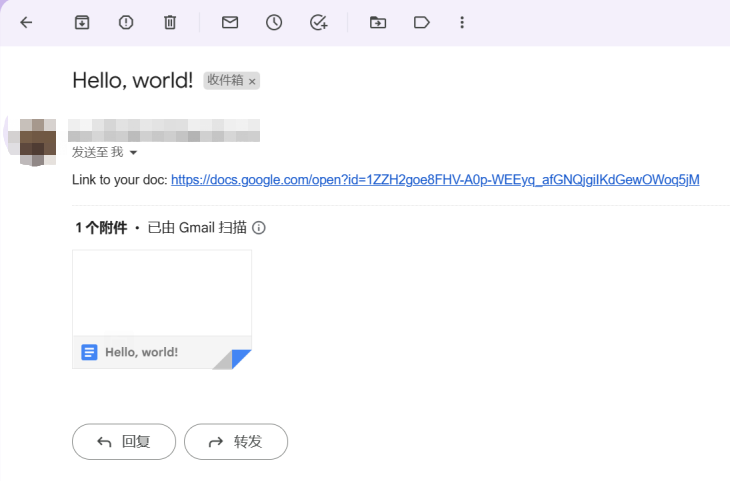 Hello, world! 收件箱 ×
发送至 我
Link to your doc: https://docs.google.com/open?id=1ZZH2goe8FHV-A0p-WEEyq_afGNQjgiIKdGewOWoq5jM
1 个附件 • 已由 Gmail 扫描
Hello, world!
回复 转发